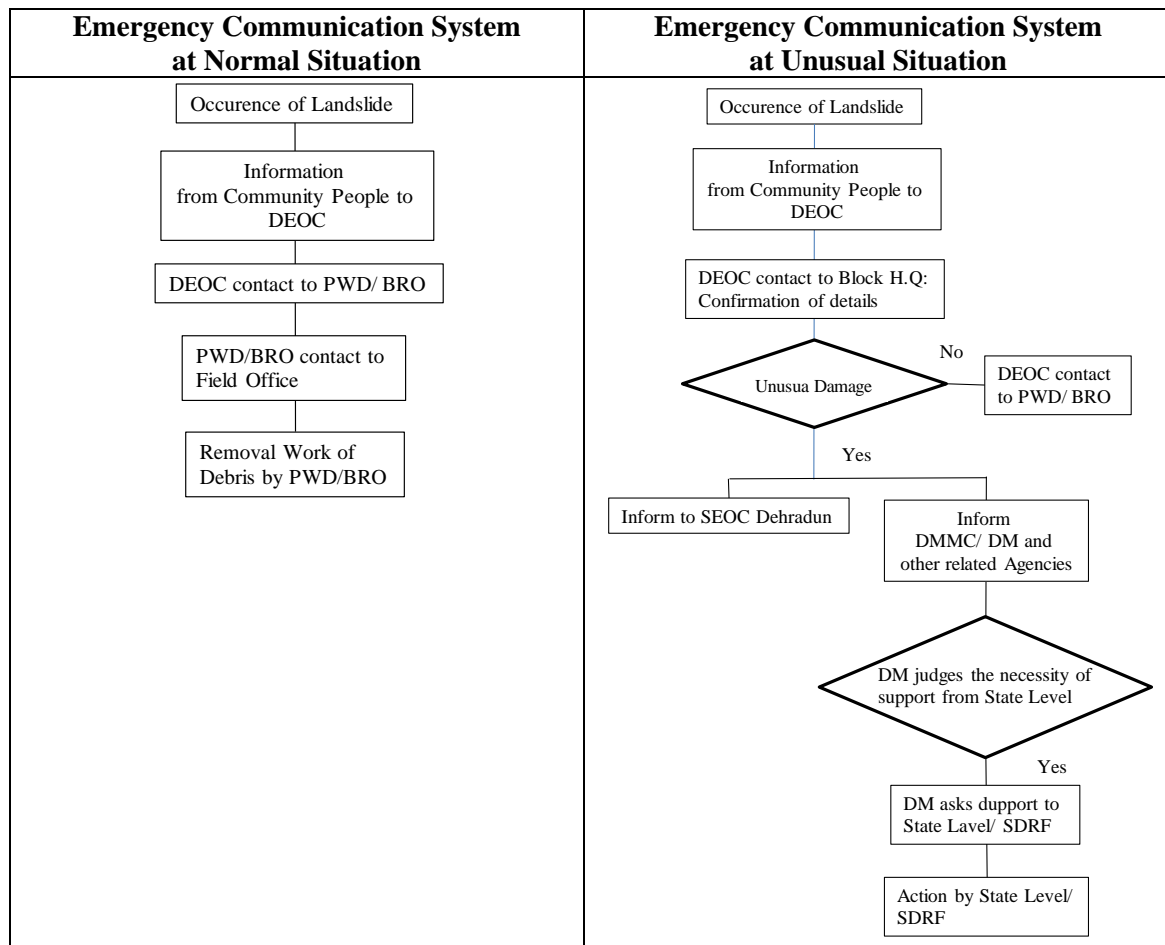 Emergency Communication System
at Normal Situation
Occurence of Landslide
Information
from Community People to
DEOC
DEOC contact to PWD/ BRO
PWD/BRO contact to
Field Office
Removal Work of
Debris by PWD/BRO
Emergency Communication System
at Unusual Situation
Occurence of Landslide
Information
from Community People to
DEOC
DEOC contact to Block H.Q:
Confirmation of details
Unusua Damage
No
DEOC contact
to PWD/ BRO
Yes
Inform to SEOC Dehradun
Inform
DMMC/ DM and
other related Agencies
DM judges the necessity of
support from State Level
Yes
DM asks dupport to
State Lavel/ SDRF
Action by State Level/
SDRF